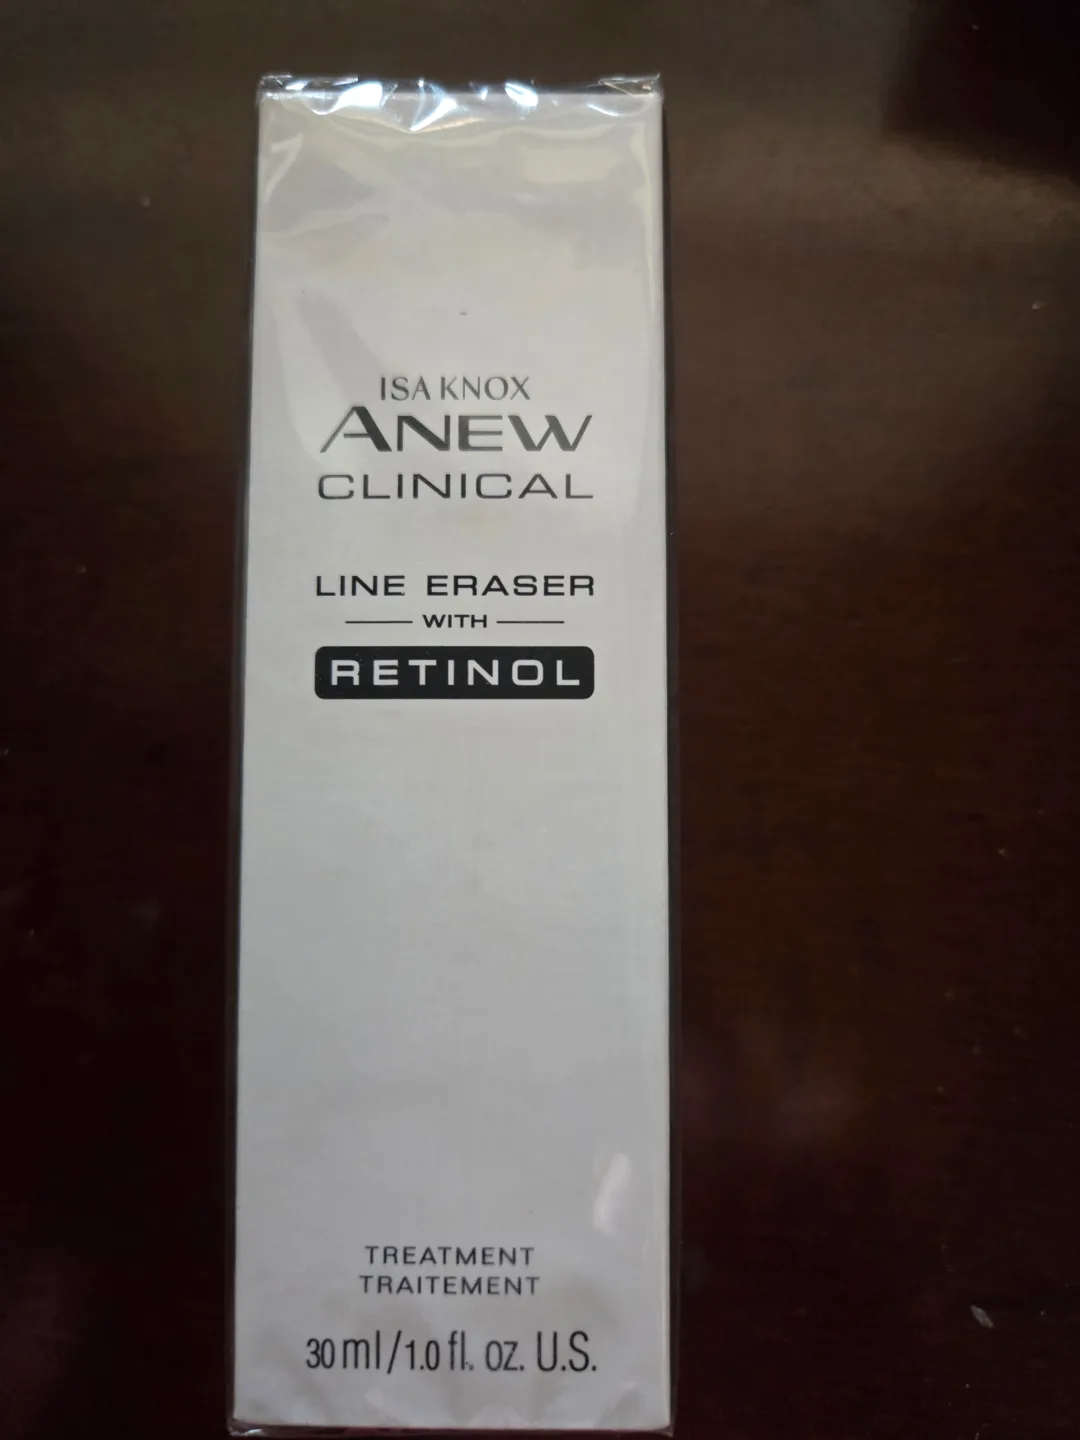 ISA KNOX
ANEW
CLINICAL
LINE ERASER
WITH
RETINOL
TREATMENT
TRAITEMENT
30 ml/1.0 fl. oz. U.S.